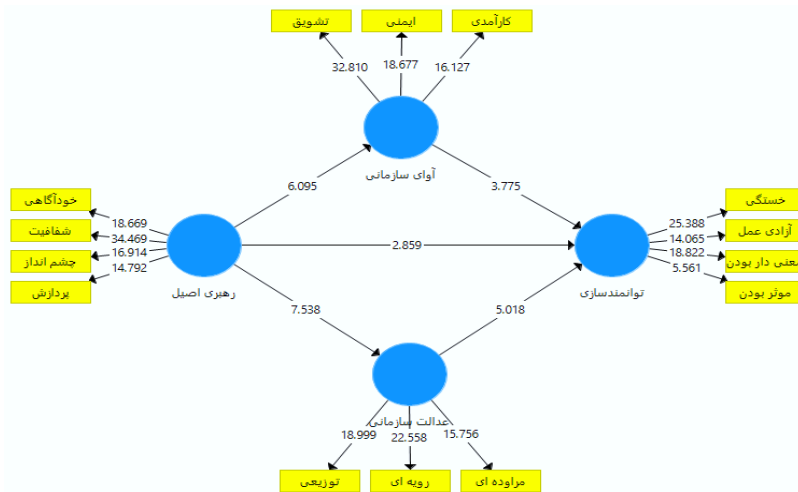 تشویق
ایمنی
کارآمدی
32.810
18.677
16.127
آوای سازمانی
6.095
3.775
خودآگاهی
شفافیت
چشم انداز
پردازش
18.669
34.469
16.914
14.792
رهبری اصیل
2.859
توانمندسازی
25.388
14.065
18.822
5.561
خستگی
آزادی عمل
معنی دار بودن
موثر بودن
7.538
5.018
عدالت سازمانی
18.999
22.558
15.756
توزیعی
رویه ای
مراوده ای